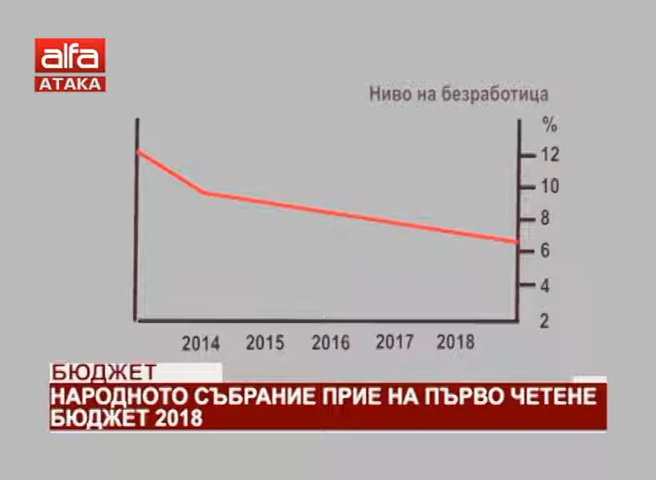 alfa
АТАКА
Ниво на безработица
%
12
10
8
6
4
2
2014 2015 2016 2017 2018
БЮДЖЕТ
НАРОДНОТО СЪБРАНИЕ ПРИЕ НА ПЪРВО ЧЕТЕНЕ
БЮДЖЕТ 2018